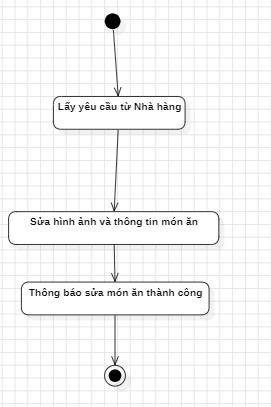 Lấy yêu cầu từ Nhà hàng
Sửa hình ảnh và thông tin món ăn
Thông báo sửa món ăn thành công